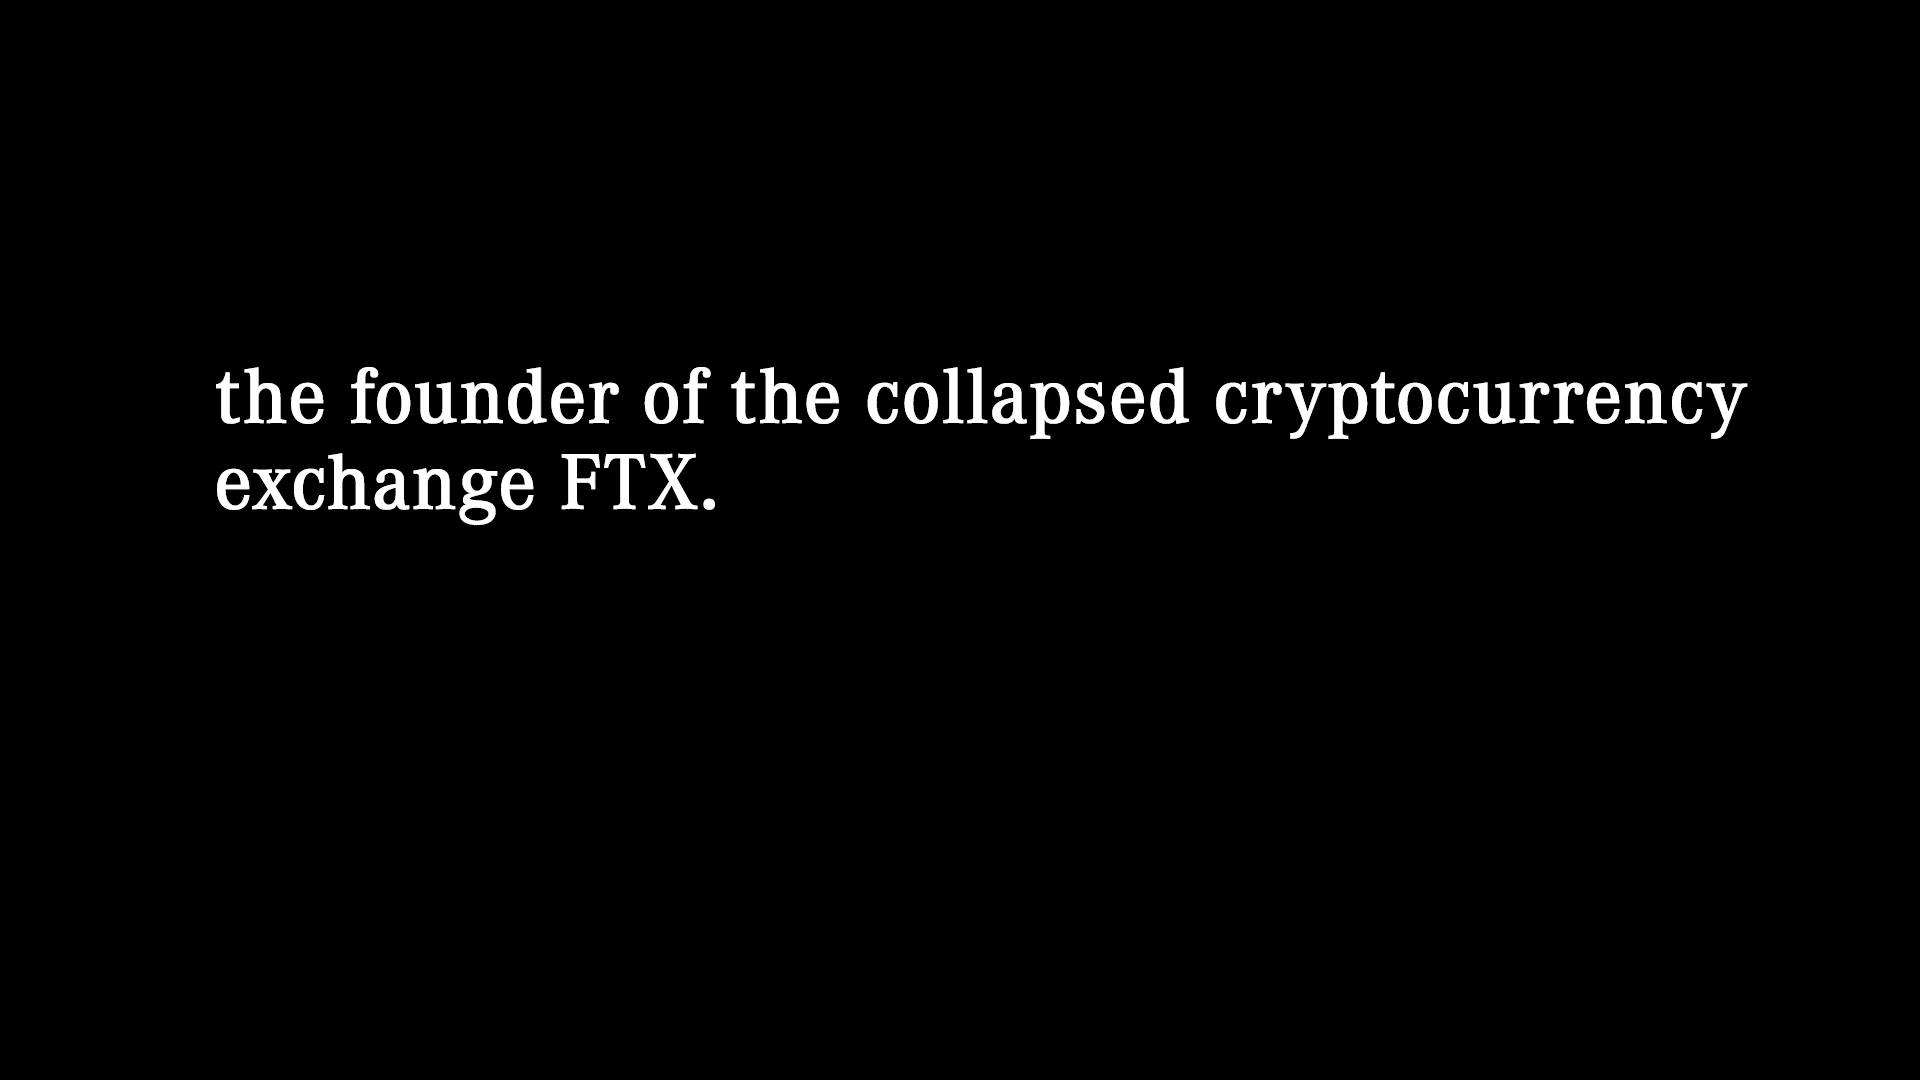 the founder of the collapsed cryptocurrency
exchange FTX.